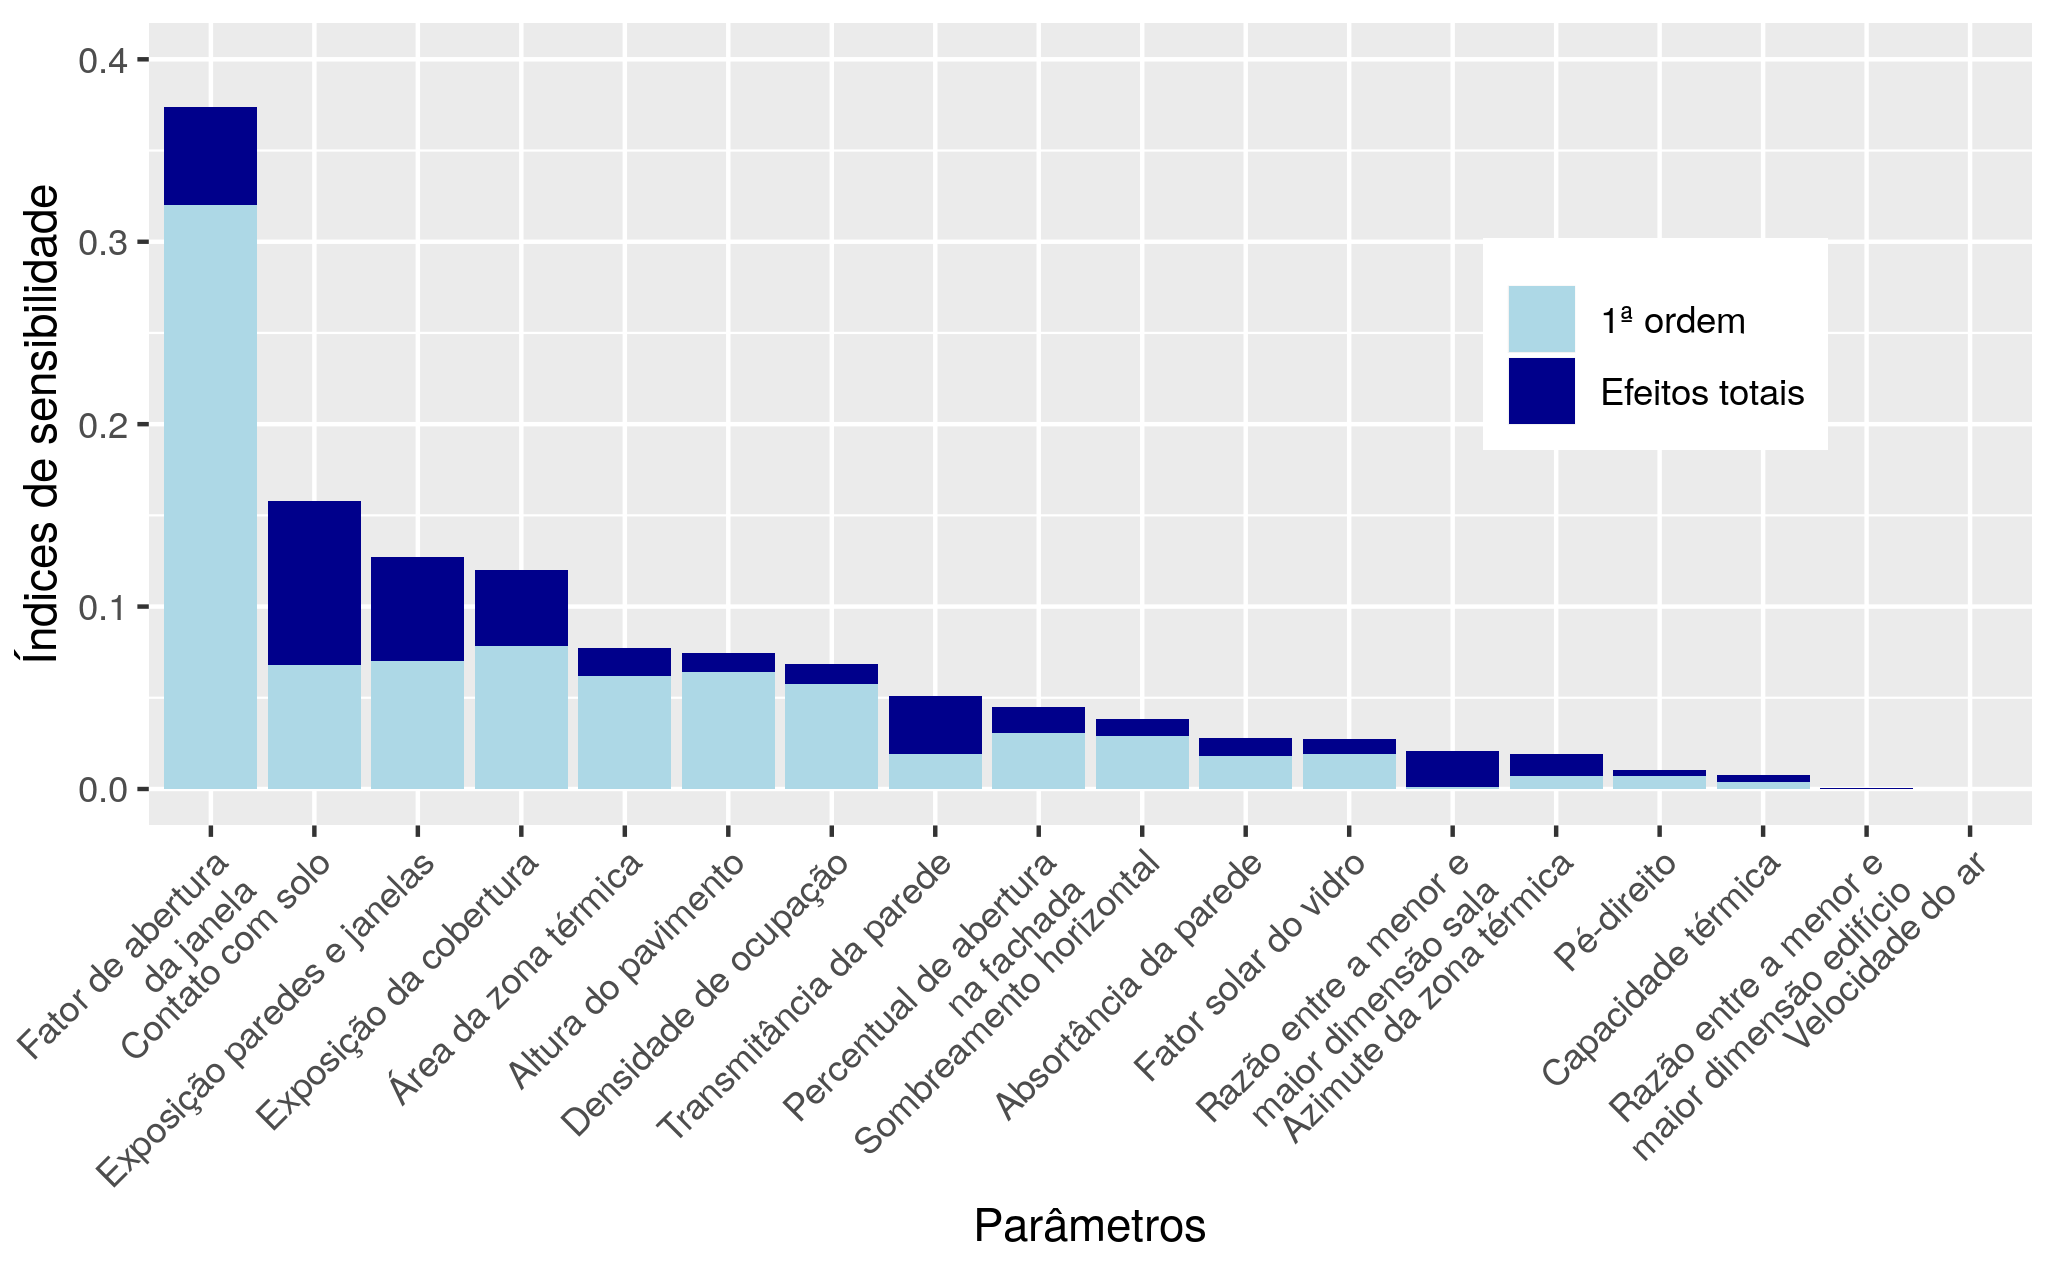 Índices de sensibilidade
0.4
0.3
0.2
0.1
0.0
1ª ordem
Efeitos totais
Fator de abertura
da janela
Contato com solo
Exposição paredes e janelas
Exposição da cobertura
Área da zona térmica
Altura do pavimento
Densidade de ocupação
Transmitância da parede
Percentual de abertura
na fachada
Sombreamento horizontal
Absortância da parede
Fator solar do vidro
Razão entre a menor e
maior dimensão sala
Azimute da zona térmica
Pé-direito
Capacidade térmica
Razão entre a menor e
maior dimensão edifício
Velocidade do ar
Parâmetros